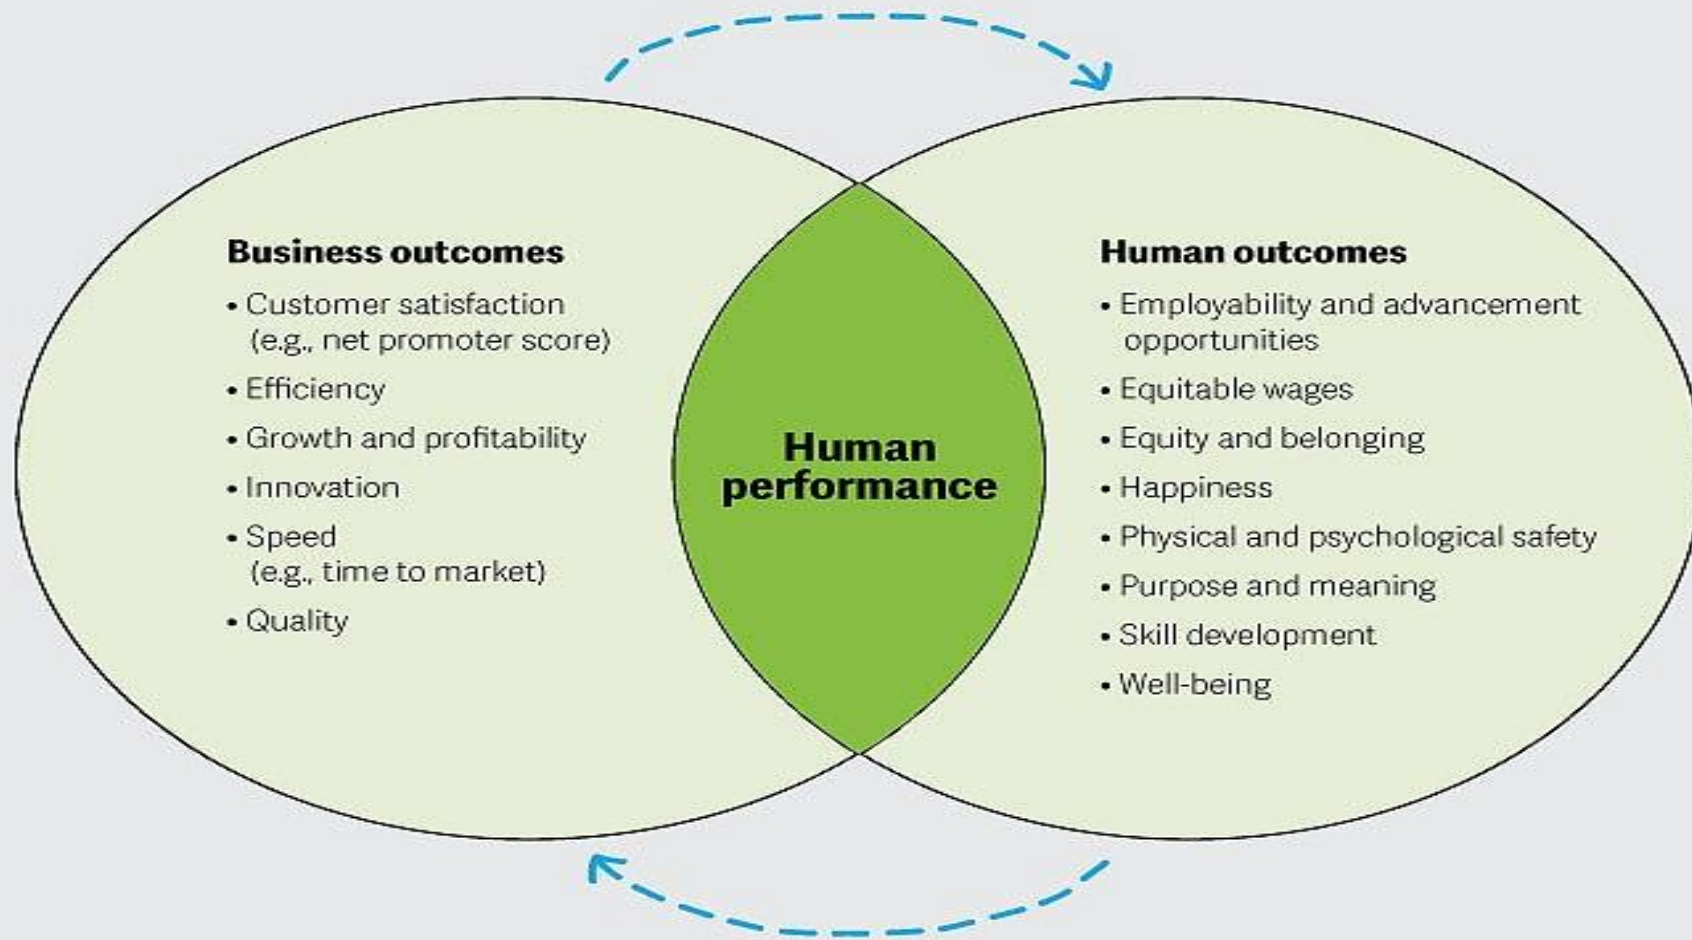 Business outcomes
• Customer satisfaction
(e.g., net promoter score)
• Efficiency
• Growth and profitability
• Innovation
• Speed
(e.g., time to market)
• Quality
Human
performance
Human outcomes
• Employability and advancement
opportunities
• Equitable wages
• Equity and belonging
• Happiness
• Physical and psychological safety
• Purpose and meaning
• Skill development
• Well-being